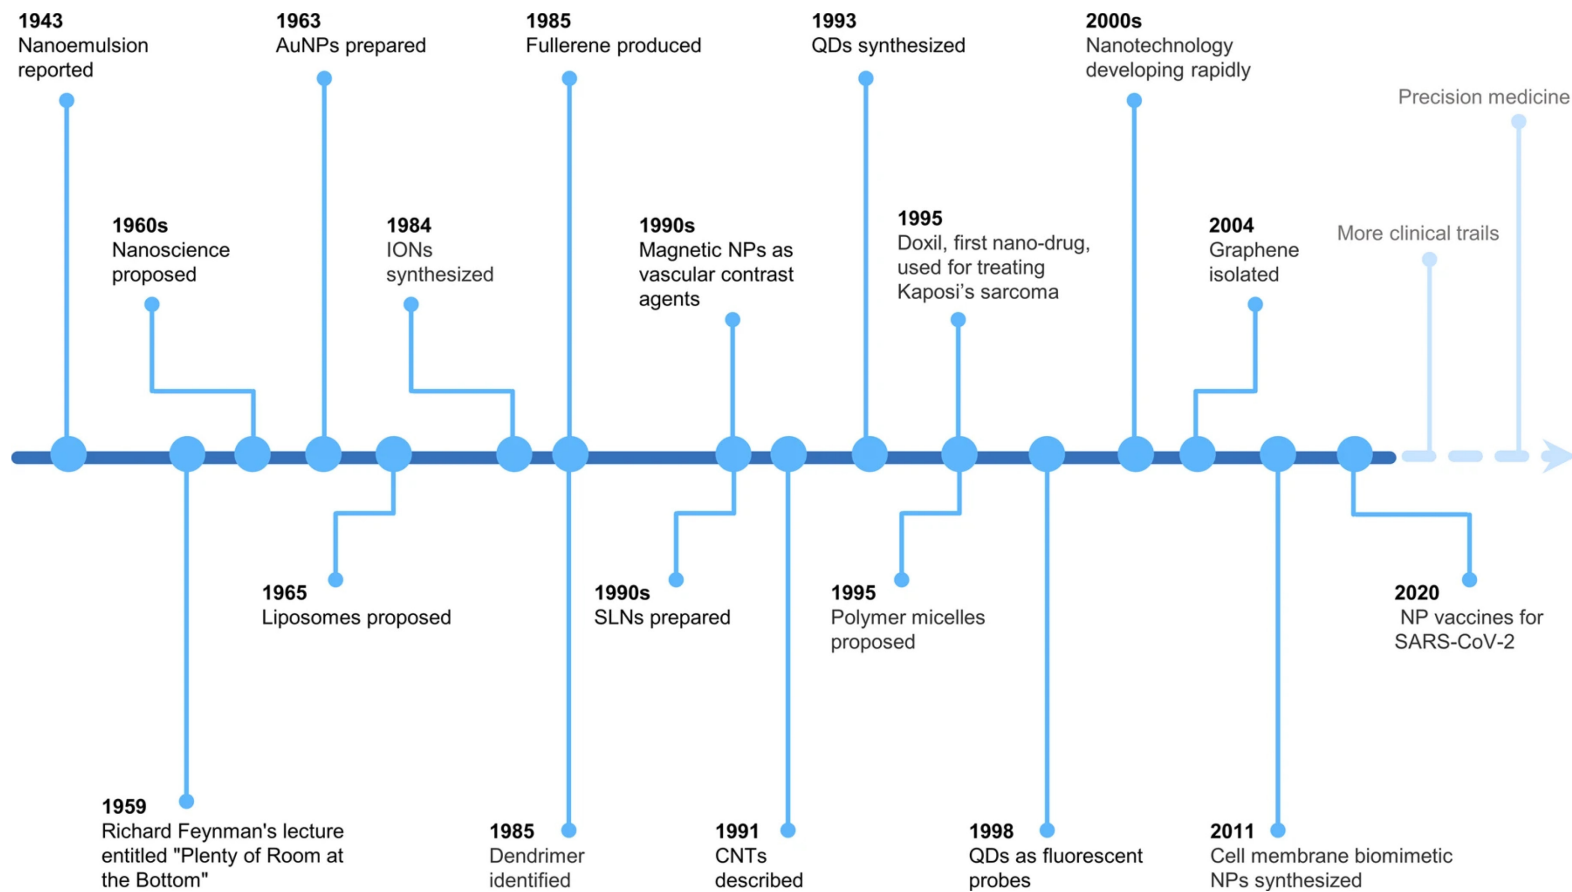 1943
Nanoemulsion
reported
1963
AuNPs prepared
1985
Fullerene produced
1993
QDs synthesized
2000s
Nanotechnology
developing rapidly
Precision medicine
1960s
Nanoscience
proposed
1984
IONs
synthesized
1990s
Magnetic NPs as
vascular contrast
agents
1995
Doxil, first nano-drug,
used for treating
Kaposi's sarcoma
2004
Graphene
isolated
More clinical trails
1965
Liposomes proposed
1990s
SLNs prepared
1995
Polymer micelles
proposed
2020
NP vaccines for
SARS-CoV-2
1959
Richard Feynman's lecture
entitled "Plenty of Room at
the Bottom"
1985
Dendrimer
identified
1991
CNTs
described
1998
QDs as fluorescent
probes
2011
Cell membrane biomimetic
NPs synthesized